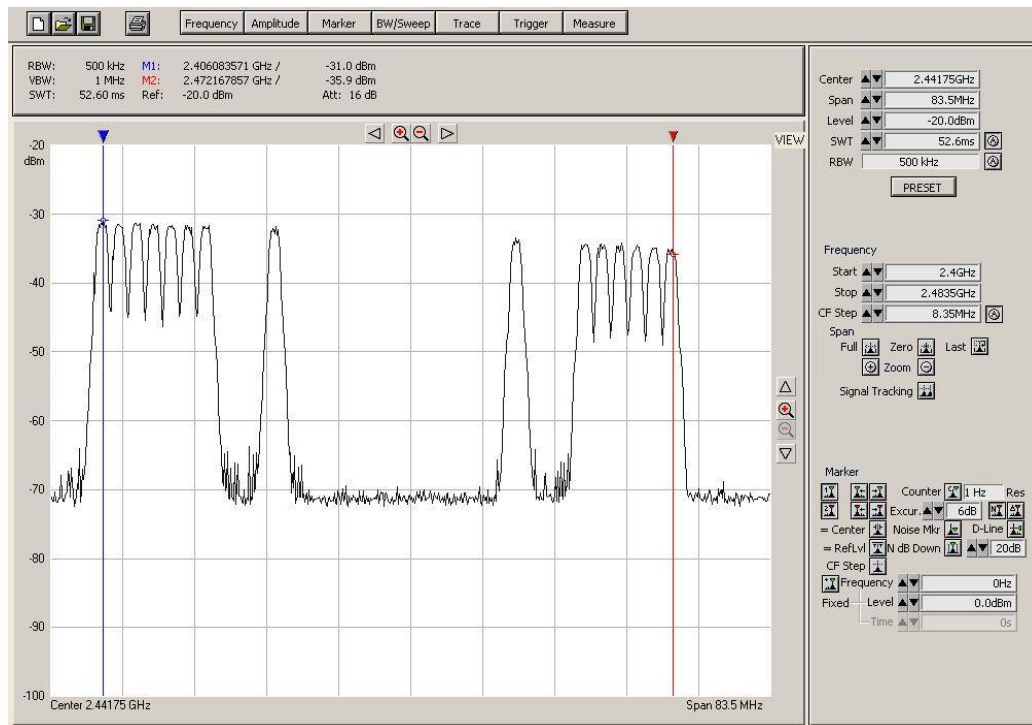 Frequency Amplitude Marker BW/Sweep Trace Trigger Measure
RBW: 500 kHz M1: 2.406083571 GHz / -31.0 dBm
VBW: 1 MHz M2: 2.472167857 GHz / -35.9 dBm
SWT: 52.60 ms Ref: -20.0 dBm Att: 16 dB
VIEW
-20
dBm
-30
-40
-50
-60
-70
-80
-90
-100
Center 2.44175 GHz Span 83.5 MHz
Center 2.44175GHz
Span 83.5MHz
Level -20.0dBm
SWT 52.6ms
RBW 500 kHz
PRESET
Frequency
Start 2.4GHz
Stop 2.4835GHz
CF Step 8.35MHz
Span
Full Zero Last
Zoom
Signal Tracking
Marker
Counter 1 Hz Res
Excur. 6dB
= Center Noise Mkr D-Line
= RefLvl N dB Down 20dB
CF Step
Frequency 0Hz
Fixed Level 0.0dBm
Time 0s